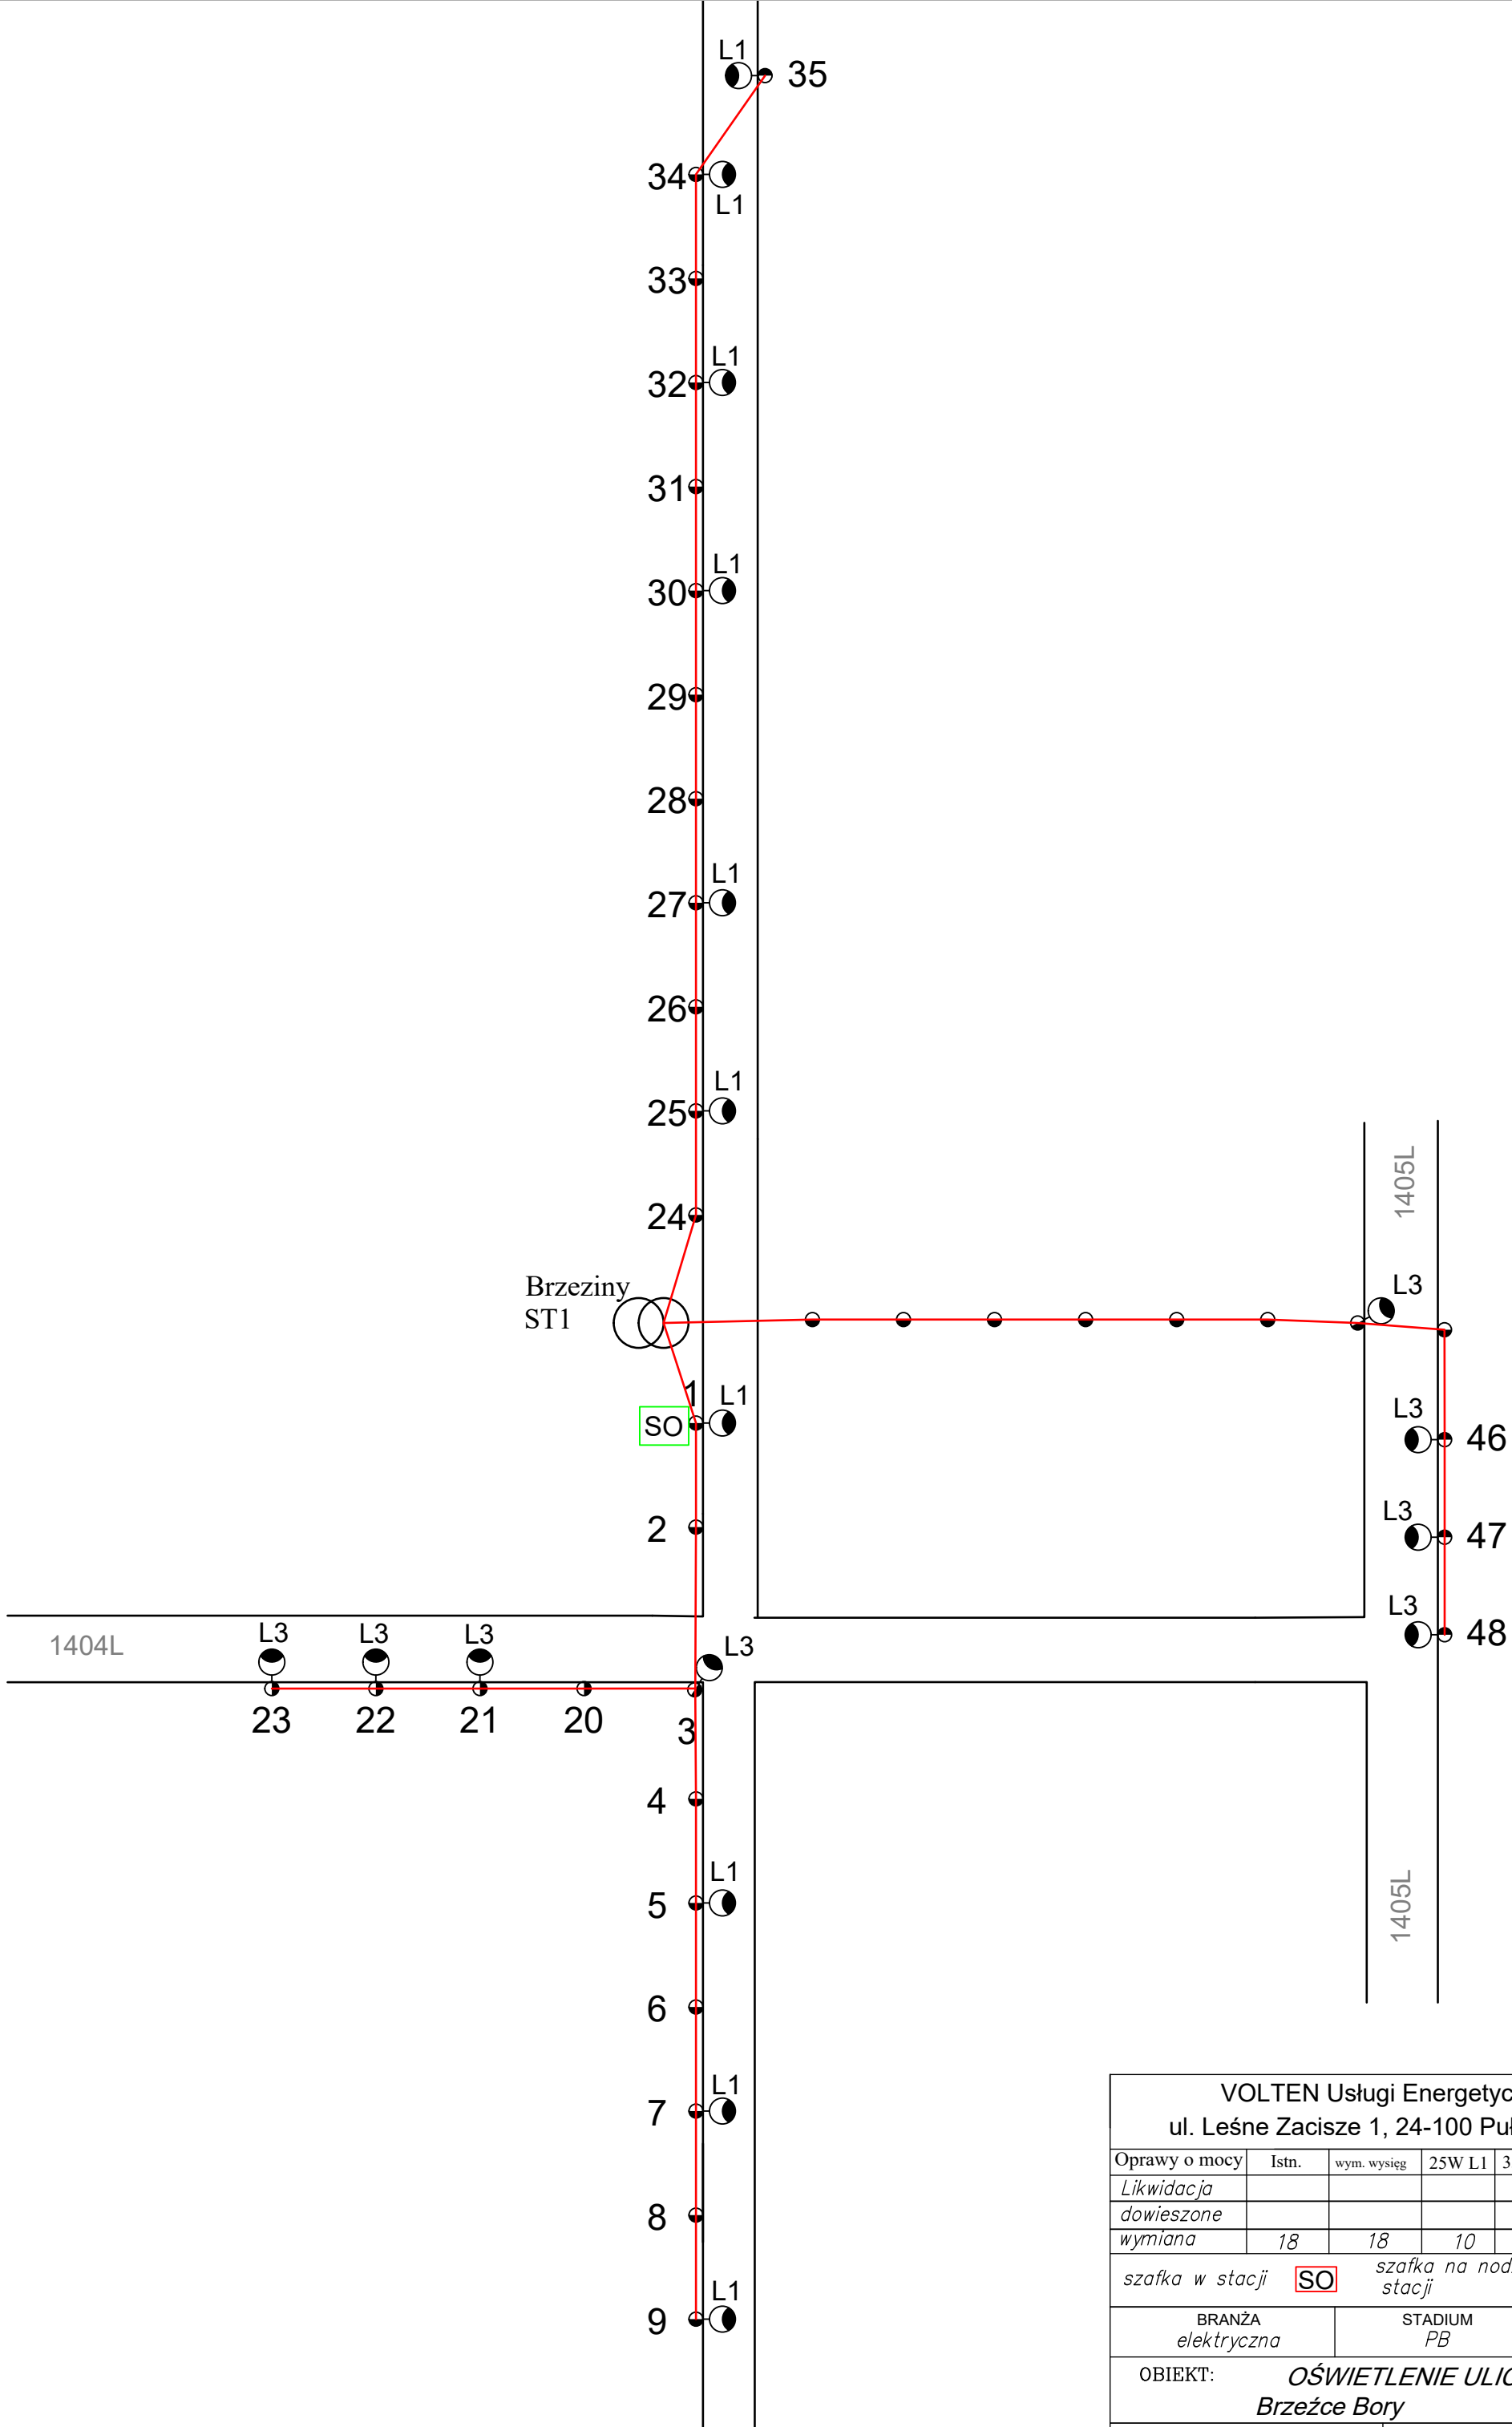 L1
35
34
L1
33
L1
32
31
L1
30
29
28
L1
27
26
L1
25
24
1405L
Brzeziny
ST1
L3
1
L1
SO
L3
46
2
L3
47
L3
48
1404L
L3
L3
L3
L3
23
22
21
20
3
4
L1
5
1405L
6
L1
7
8
L1
9
VOLTEN Usługi Energetyc
ul. Leśne Zacisze 1, 24-100 Puł
Oprawy o mocy Istn. wym. wysięg 25W L1 3
Likwidacja
dowieszone
wymiana 18 18 10
szafka w stacji SO szafka na nod
stacji
BRANŻA STADIUM
elektryczna PB
OBIEKT: OŚWIETLENIE ULIC
Brzeźce Bory